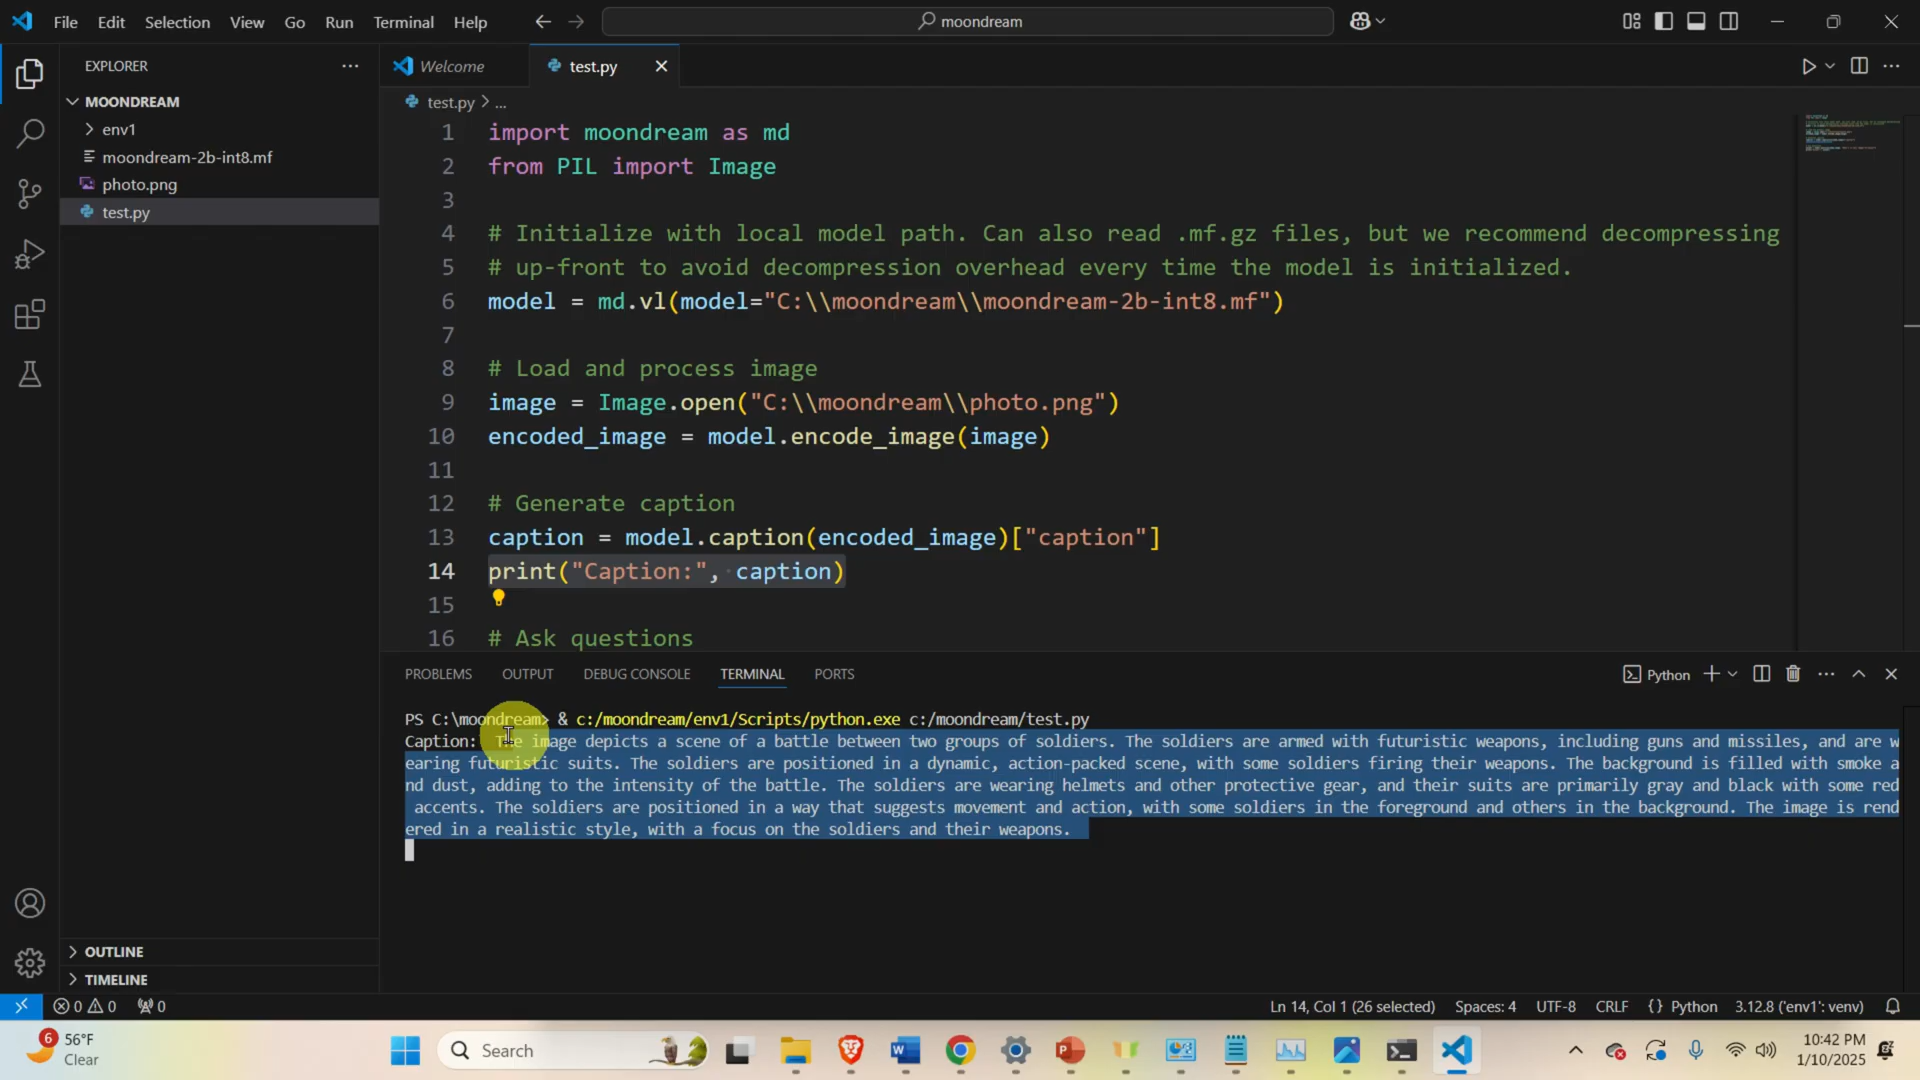 File Edit Selection View Go Run Terminal Help
moondream
EXPLORER
MOONDREAM
env1
moondream-2b-int8.mf
photo.png
test.py
OUTLINE
TIMELINE
Welcome
test.py
test.py > ...
1 import moondream as md
2 from PIL import Image
3
4 # Initialize with local model path. Can also read .mf.gz files, but we recommend decompressing
5 # up-front to avoid decompression overhead every time the model is initialized.
6 model = md.vl(model="C:\\moondream\\moondream-2b-int8.mf")
7
8 # Load and process image
9 image = Image.open("C:\\moondream\\photo.png")
10 encoded_image = model.encode_image(image)
11
12 # Generate caption
13 caption = model.caption(encoded_image)["caption"]
14 print("Caption:", caption)
15
16 # Ask questions
PROBLEMS OUTPUT DEBUG CONSOLE TERMINAL PORTS
Python
PS C:\moondream> & c:/moondream/env1/Scripts/python.exe c:/moondream/test.py
Caption:  The image depicts a scene of a battle between two groups of soldiers. The soldiers are armed with futuristic weapons, including guns and missiles, and are w
earing futuristic suits. The soldiers are positioned in a dynamic, action-packed scene, with some soldiers firing their weapons. The background is filled with smoke a
nd dust, adding to the intensity of the battle. The soldiers are wearing helmets and other protective gear, and their suits are primarily gray and black with some red
 accents. The soldiers are positioned in a way that suggests movement and action, with some soldiers in the foreground and others in the background. The image is rend
ered in a realistic style, with a focus on the soldiers and their weapons.
0 0 0
Ln 14, Col 1 (26 selected) Spaces: 4 UTF-8 CRLF {} Python 3.12.8 ('env1': venv)
6
56°F
Clear
Search
10:42 PM
1/10/2025